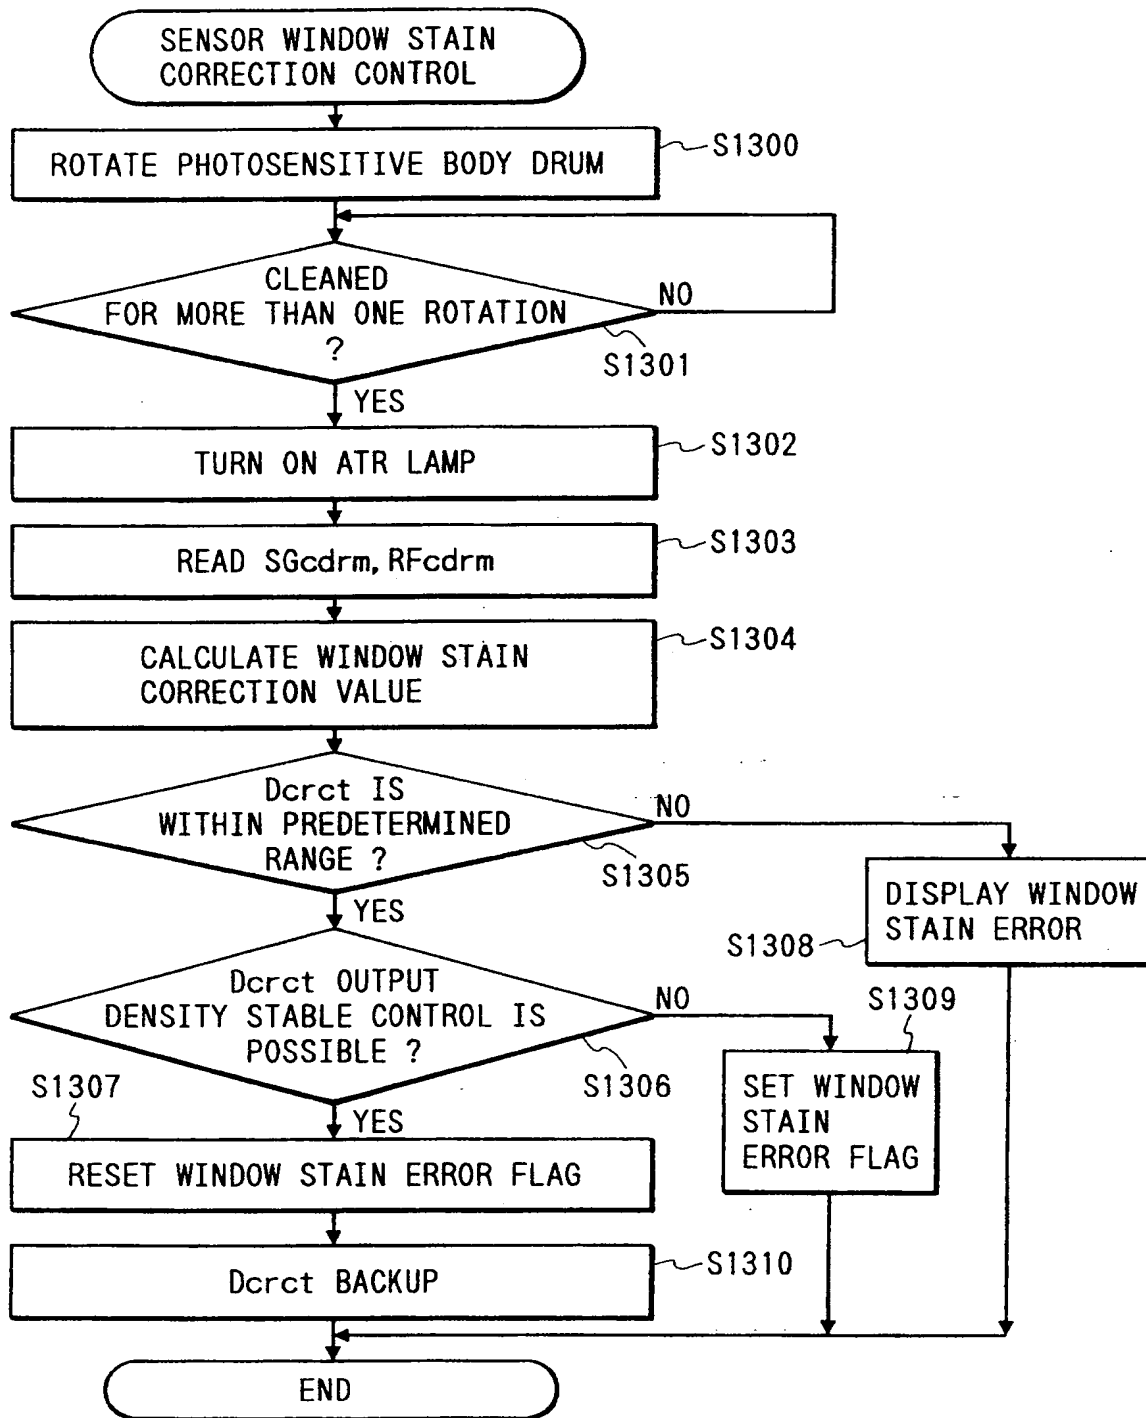 SENSOR WINDOW STAIN
CORRECTION CONTROL
ROTATE PHOTOSENSITIVE BODY DRUM
S1300
CLEANED
FOR MORE THAN ONE ROTATION
?
NO
S1301
YES
TURN ON ATR LAMP
S1302
READ SGcdrm, RFcdrm
S1303
CALCULATE WINDOW STAIN
CORRECTION VALUE
S1304
Dcrct IS
WITHIN PREDETERMINED
RANGE ?
NO
S1305
YES
DISPLAY WINDOW
STAIN ERROR
S1308
Dcrct OUTPUT
DENSITY STABLE CONTROL IS
POSSIBLE ?
NO
S1306
YES
S1309
SET WINDOW
STAIN
ERROR FLAG
S1307
RESET WINDOW STAIN ERROR FLAG
Dcrct BACKUP
S1310
END